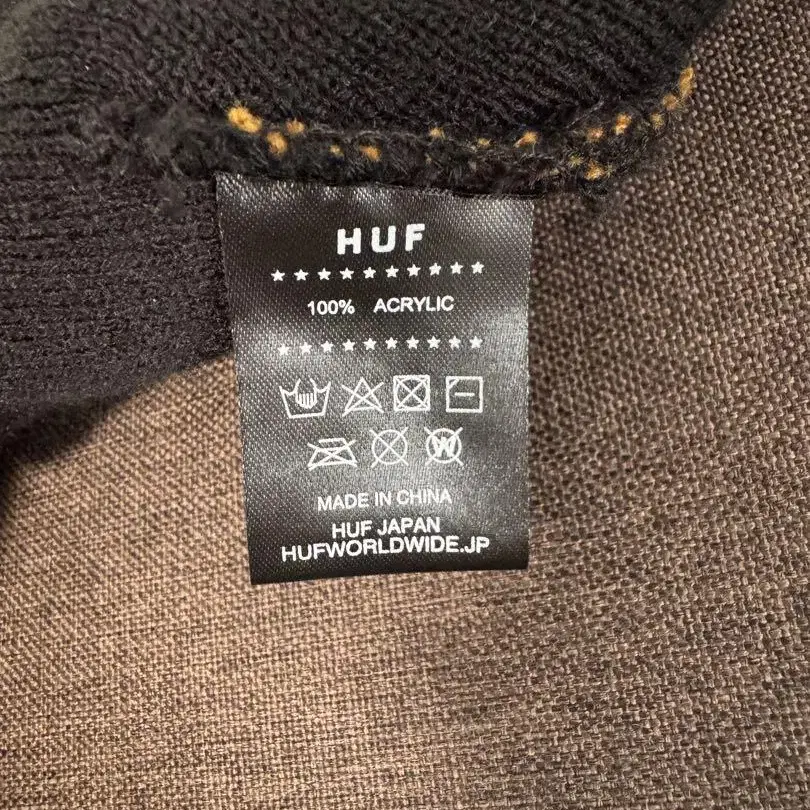 HUF
100% ACRYLIC
W
MADE IN CHINA
HUF JAPAN
HUFWORLDWIDE.JP